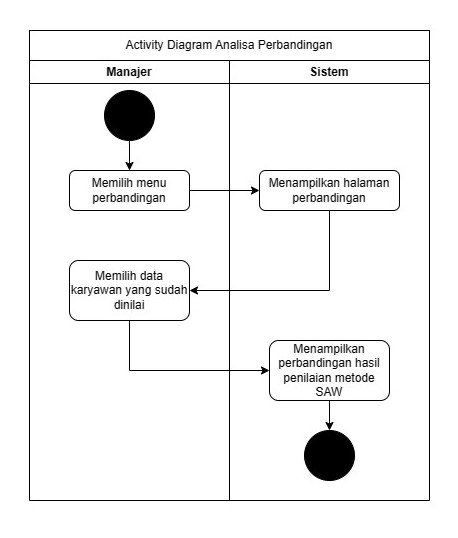 Activity Diagram Analisa Perbandingan
Manajer
Sistem
Memilih menu
perbandingan
Menampilkan halaman
perbandingan
Memilih data
karyawan yang sudah
dinilai
Menampilkan
perbandingan hasil
penilaian metode
SAW